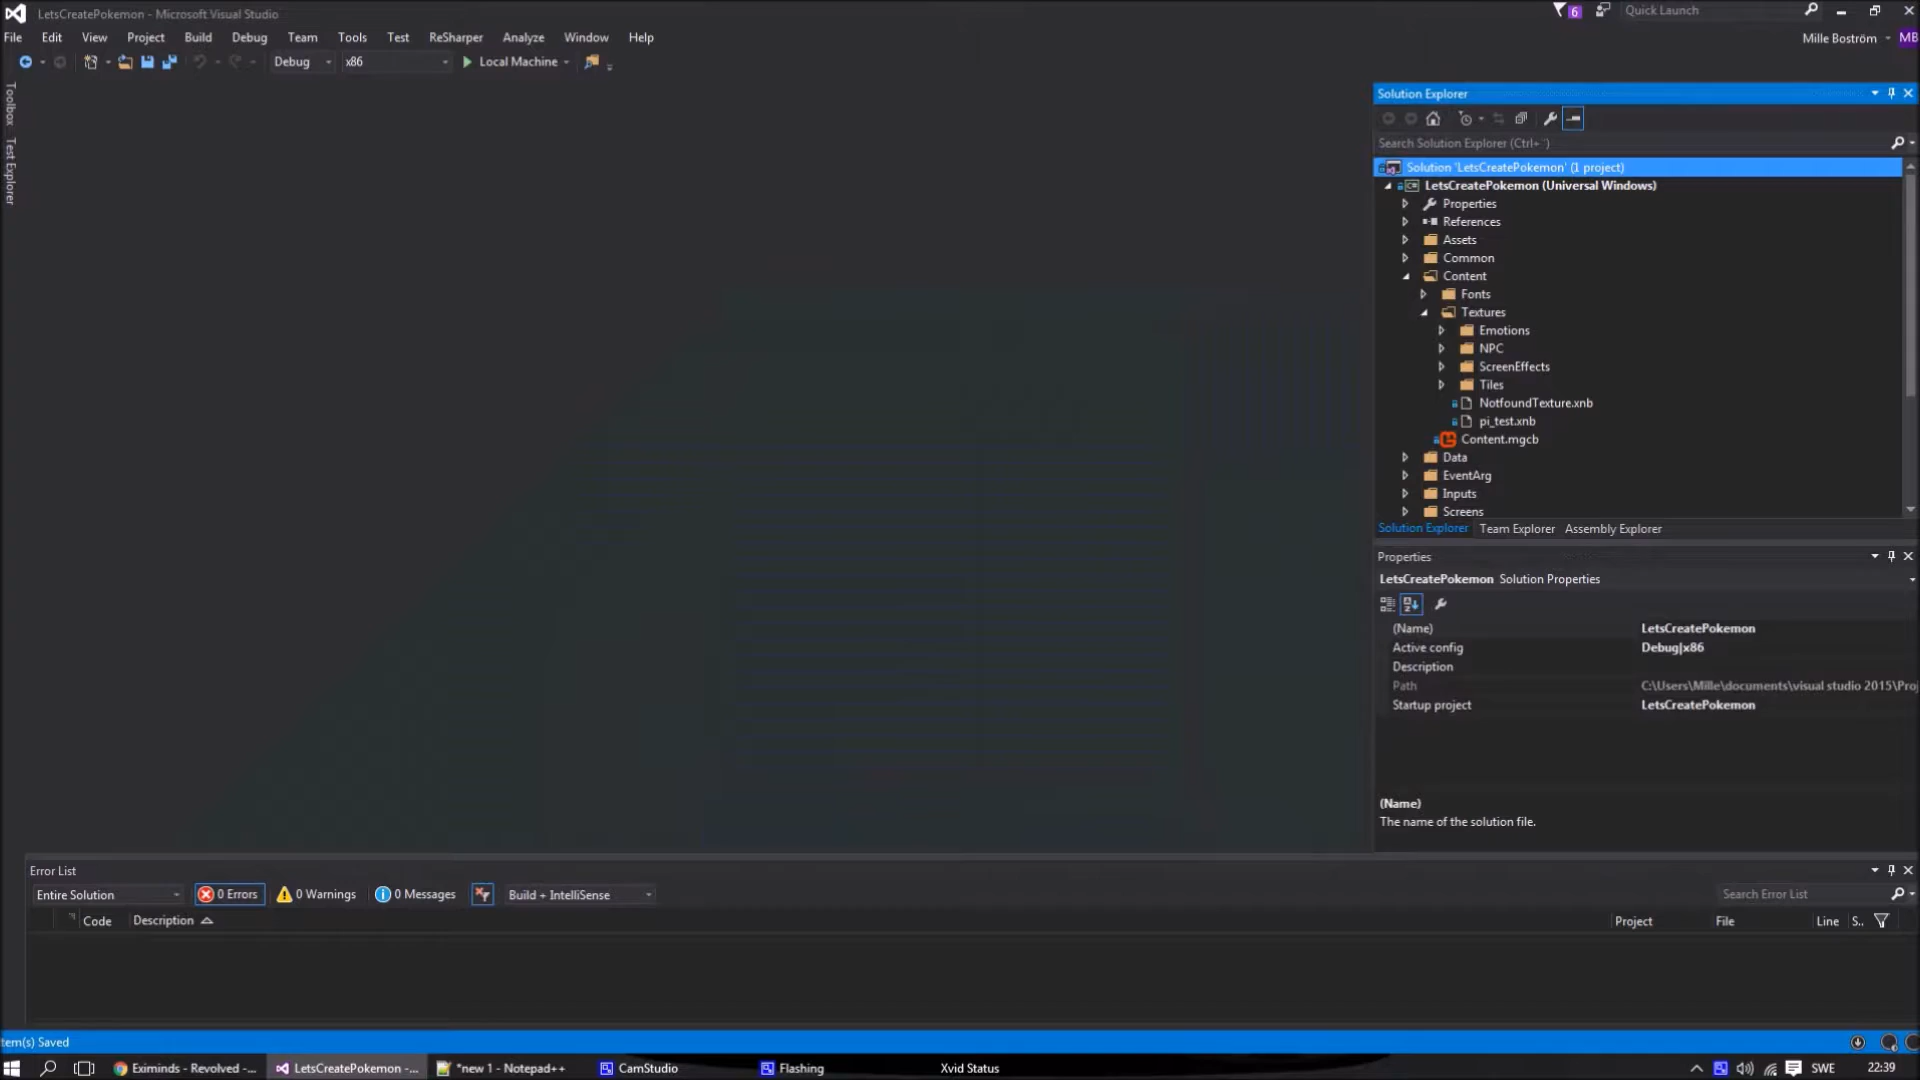 LetsCreatePokemon - Microsoft Visual Studio
6
Quick Launch
File Edit View Project Build Debug Team Tools Test ReSharper Analyze Window Help
Mille Boström
MB
Debug x86 Local Machine
Toolbox
Test Explorer
Solution Explorer
Search Solution Explorer (Ctrl+¨)
Solution 'LetsCreatePokemon' (1 project)
LetsCreatePokemon (Universal Windows)
Properties
References
Assets
Common
Content
Fonts
Textures
Emotions
NPC
ScreenEffects
Tiles
NotfoundTexture.xnb
pi_test.xnb
Content.mgcb
Data
EventArg
Inputs
Screens
Solution Explorer Team Explorer Assembly Explorer
Properties
LetsCreatePokemon Solution Properties
(Name) LetsCreatePokemon
Active config Debug|x86
Description
Path C:\Users\Mille\documents\visual studio 2015\Proj
Startup project LetsCreatePokemon
(Name)
The name of the solution file.
Error List
Entire Solution 0 Errors 0 Warnings 0 Messages Build + IntelliSense
Search Error List
Code Description Project File Line S..
tem(s) Saved
Eximinds - Revolved -...
LetsCreatePokemon -...
*new 1 - Notepad++
CamStudio
Flashing
Xvid Status
SWE
22:39